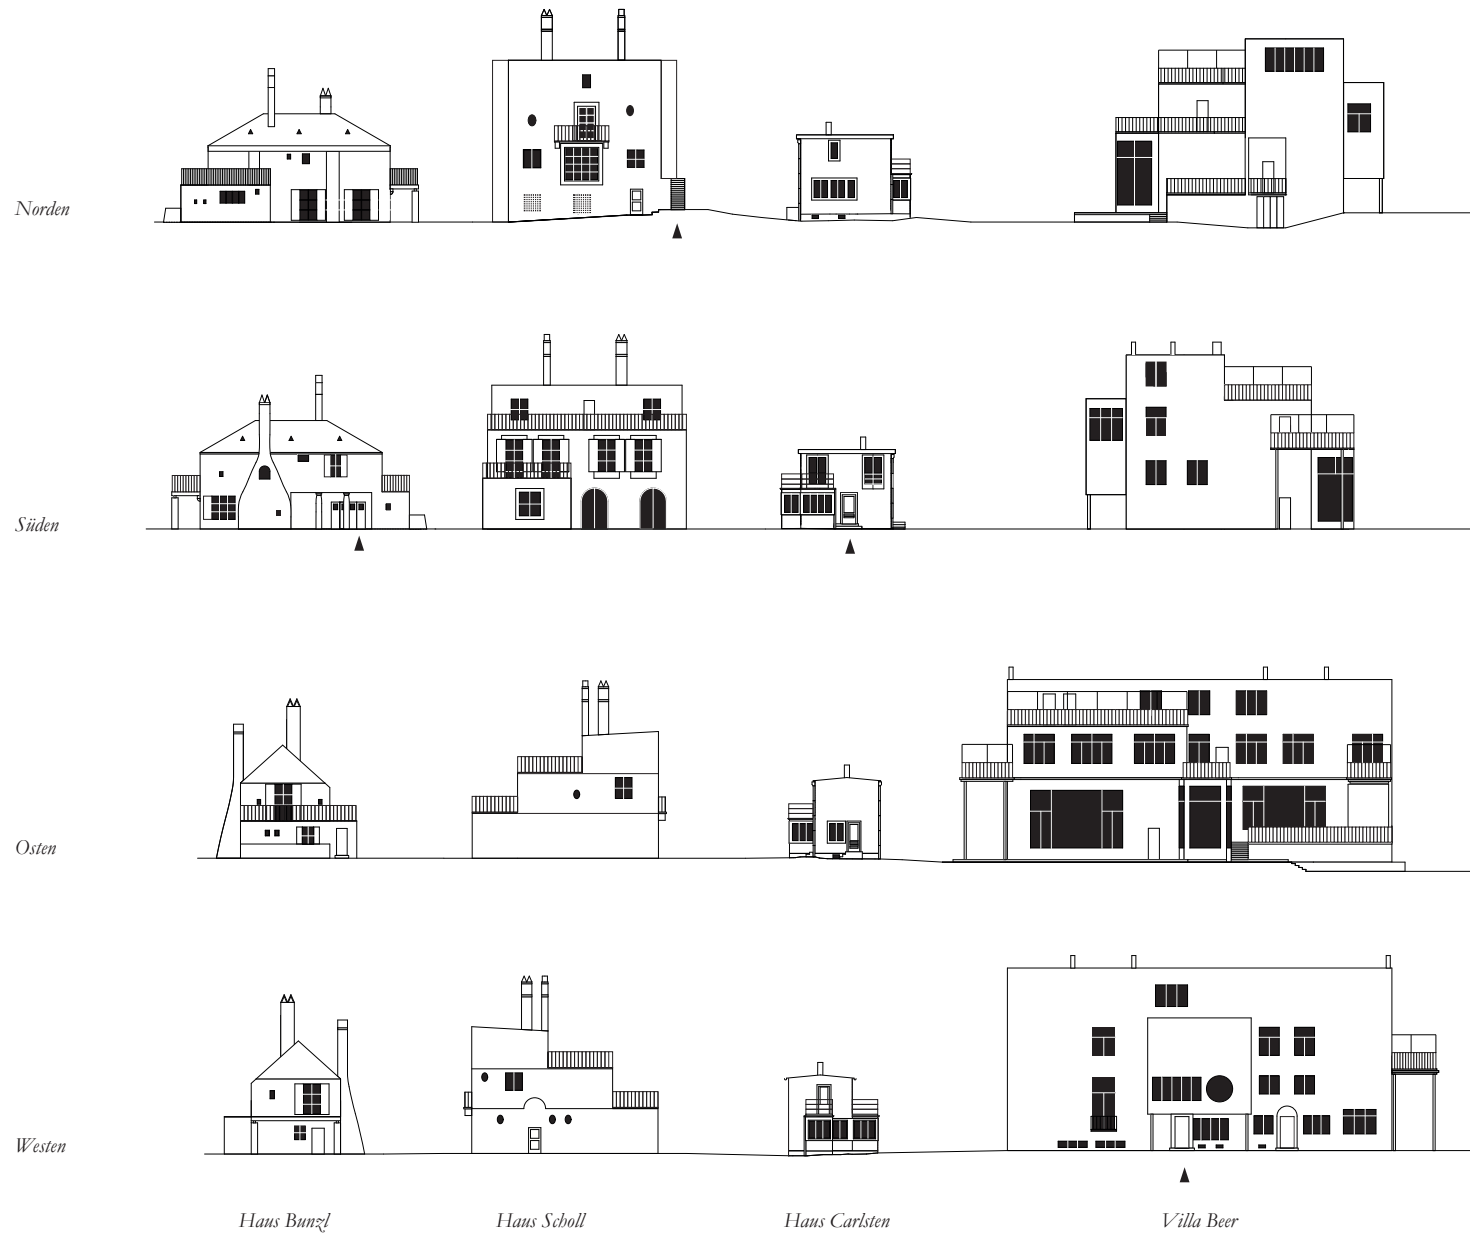 Norden
Süden
Osten
Westen
Haus Bunzl
Haus Scholl
Haus Carlsten
Villa Beer